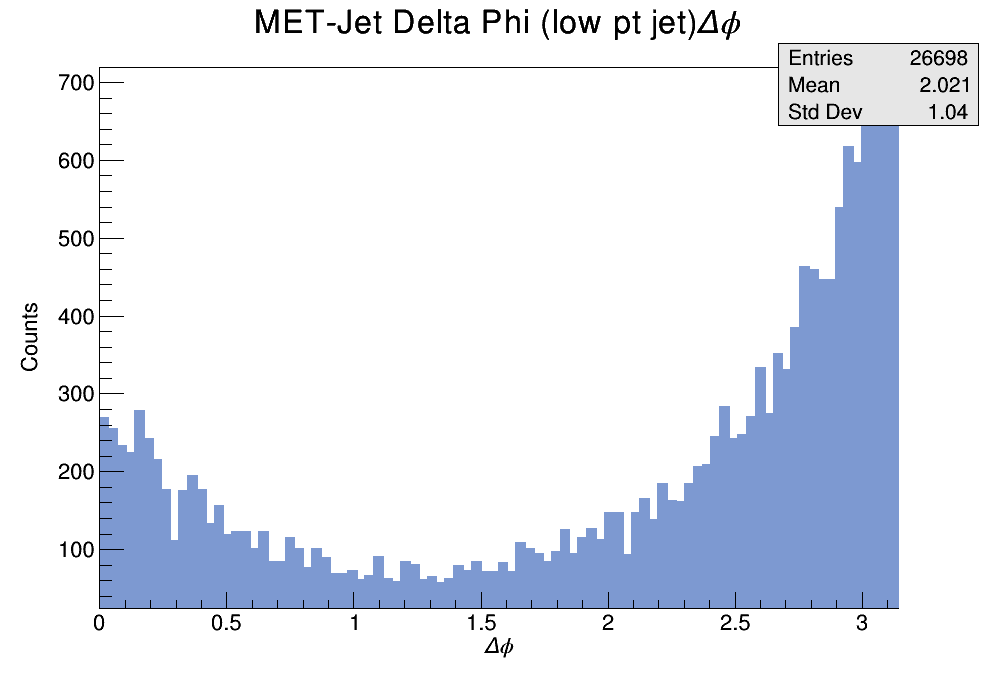 MET-Jet Delta Phi (low pt jet)Δϕ
Entries 26698
Mean 2.021
Std Dev 1.04
700
600
500
400
300
200
100
Counts
0 0.5 1 1.5 2 2.5 3
Δϕ